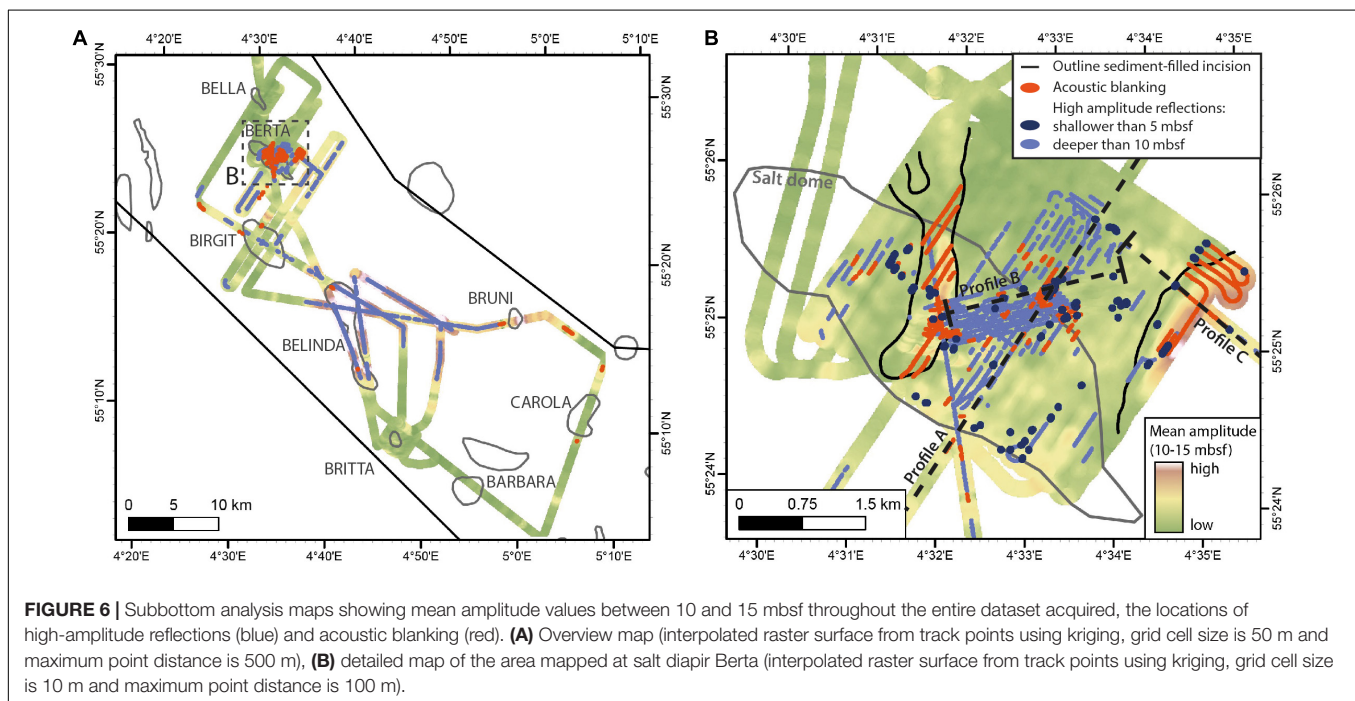 A
4°20'E 4°30'E 4°40'E 4°50'E 5°0'E 5°10'E
55°30'N
55°20'N
55°10'N
55°30'N
55°20'N
55°10'N
BELLA
BERTA
B
BIRGIT
BRUNI
BELINDA
CAROLA
BRITTA
BARBARA
0 5 10 km
4°20'E 4°30'E 4°40'E 4°50'E 5°0'E 5°10'E
B
4°30'E 4°31'E 4°32'E 4°33'E 4°34'E 4°35'E
Outline sediment-filled incision
Acoustic blanking
High amplitude reflections:
shallower than 5 mbsf
deeper than 10 mbsf
55°26'N
55°25'N
55°24'N
55°26'N
55°25'N
55°24'N
Salt dome
Profile B
Profile C
Profile A
Mean amplitude
(10-15 mbsf)
high
low
0 0.75 1.5 km
4°30'E 4°31'E 4°32'E 4°33'E 4°34'E 4°35'E
FIGURE 6 | Subbottom analysis maps showing mean amplitude values between 10 and 15 mbsf throughout the entire dataset acquired, the locations of
high-amplitude reflections (blue) and acoustic blanking (red). (A) Overview map (interpolated raster surface from track points using kriging, grid cell size is 50 m and
maximum point distance is 500 m), (B) detailed map of the area mapped at salt diapir Berta (interpolated raster surface from track points using kriging, grid cell size
is 10 m and maximum point distance is 100 m).